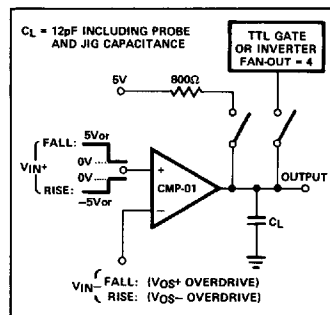 CL = 12pF INCLUDING PROBE
AND JIG CAPACITANCE
TTL GATE
OR INVERTER
FAN-OUT = 4
5V
800Ω
FALL: 5Vor
0V
VIN+
0V
RISE: -5Vor
+
CMP-01
−
OUTPUT
CL
VIN− FALL: (VOS+ OVERDRIVE)
RISE: (VOS− OVERDRIVE)